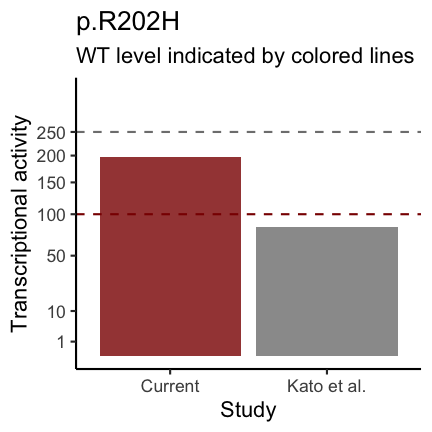 p.R202H
WT level indicated by colored lines
Transcriptional activity
250
200
150
100
50
10
1
Current Kato et al.
Study